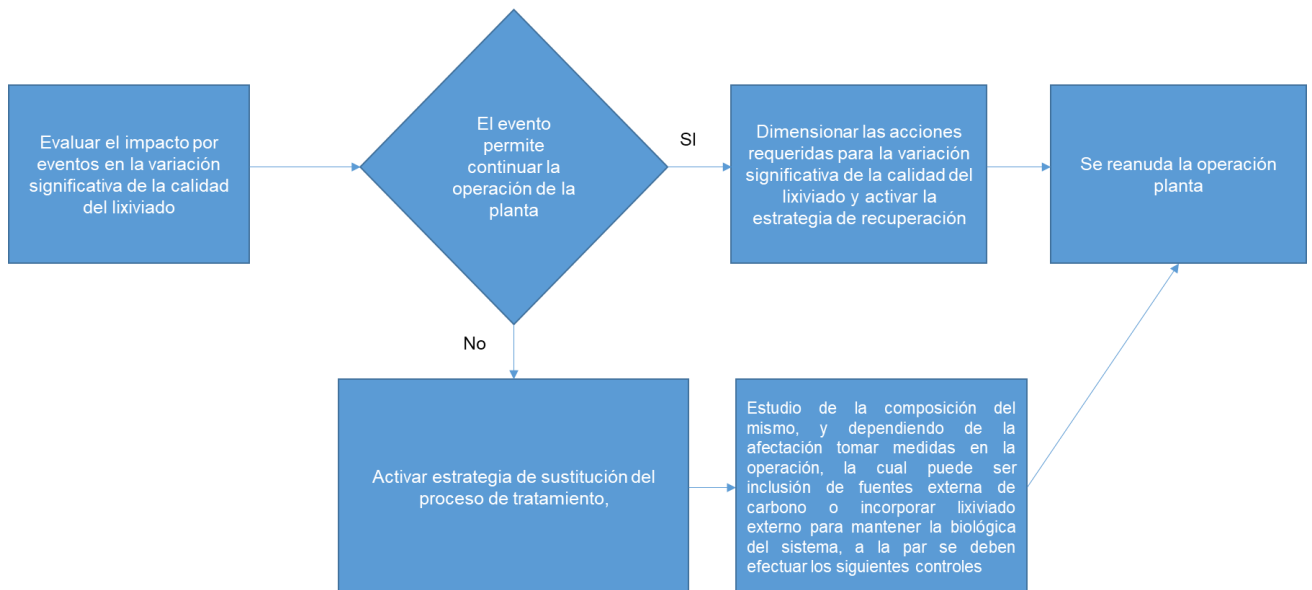 Evaluar el impacto por
eventos en la variación
significativa de la calidad
del lixiviado
El evento
permite
continuar la
operación de la
planta
SI
Dimensionar las acciones
requeridas para la variación
significativa de la calidad del
lixiviado y activar la
estrategia de recuperación
Se reanuda la operación
planta
No
Activar estrategia de sustitución del
proceso de tratamiento,
Estudio de la composición del
mismo, y dependiendo de la
afectación tomar medidas en la
operación, la cual puede ser
inclusión de fuentes externa de
carbono o incorporar lixiviado
externo para mantener la biológica
del sistema, a la par se deben
efectuar los siguientes controles